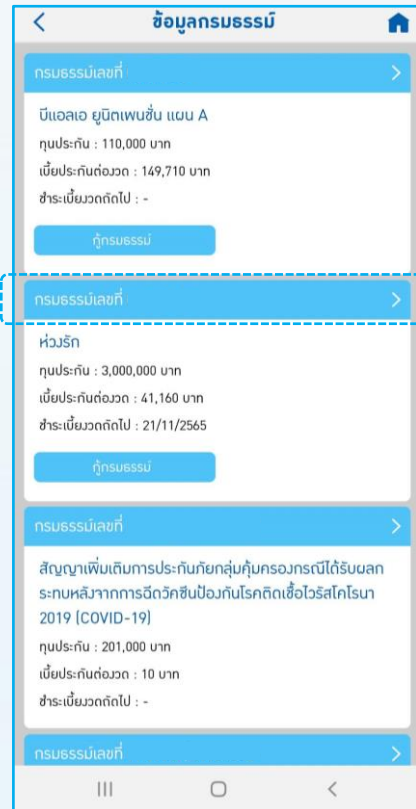 ข้อมูลกรมธรรม์
กรมธรรม์เลขที่
บีแอลเอ ยูนิตเพนชั่น แผน A
ทุนประกัน : 110,000 บาท
เบี้ยประกันต่องวด : 149,710 บาท
ชำระเบี้ยงวดถัดไป : -
กู้กรมธรรม์
กรมธรรม์เลขที่
ห่วงรัก
ทุนประกัน : 3,000,000 บาท
เบี้ยประกันต่องวด : 41,160 บาท
ชำระเบี้ยงวดถัดไป : 21/11/2565
กู้กรมธรรม์
กรมธรรม์เลขที่
สัญญาเพิ่มเติมการประกันภัยกลุ่มคุ้มครองกรณีได้รับผลก
ระทบหลังจากการฉีดวัคซีนป้องกันโรคติดเชื้อไวรัสโคโรนา
2019 (COVID-19)
ทุนประกัน : 201,000 บาท
เบี้ยประกันต่องวด : 10 บาท
ชำระเบี้ยงวดถัดไป : -
กรมธรรม์เลขที่